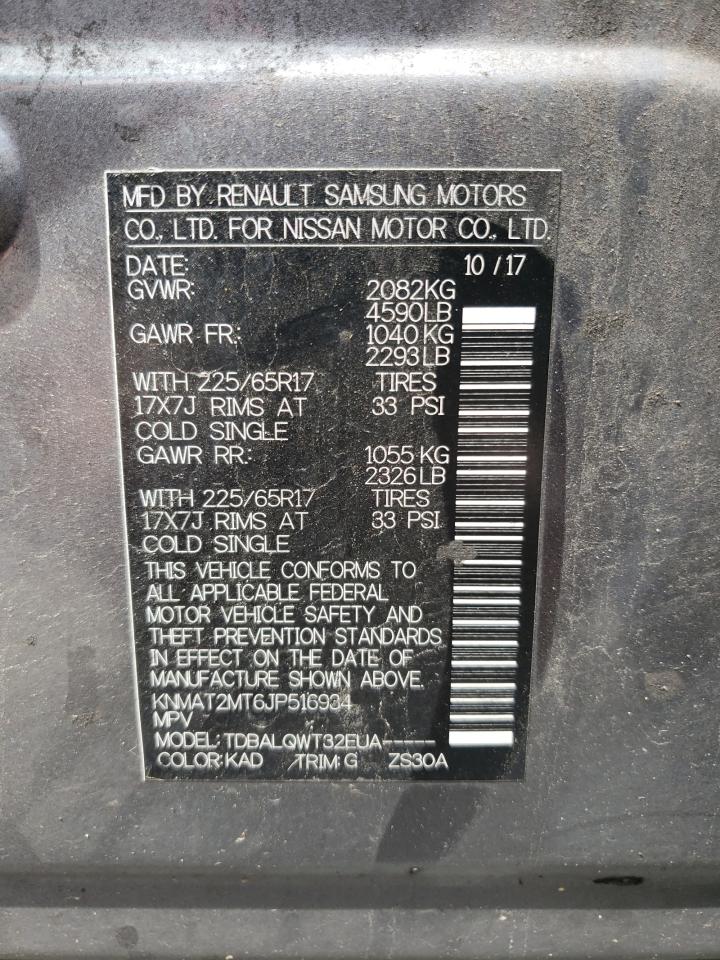 MFD BY RENAULT SAMSUNG MOTORS
CO., LTD. FOR NISSAN MOTOR CO., LTD.
DATE: 10 / 17
GVWR: 2082KG
4590LB
GAWR FR.: 1040 KG
2293 LB
WITH 225/65R17 TIRES
17X7J RIMS AT 33 PSI
COLD SINGLE
GAWR RR: 1055 KG
2326 LB
WITH 225/65R17 TIRES
17X7J RIMS AT 33 PSI
COLD SINGLE
THIS VEHICLE CONFORMS TO
ALL APPLICABLE FEDERAL
MOTOR VEHICLE SAFETY AND
THEFT PREVENTION STANDARDS
IN EFFECT ON THE DATE OF
MANUFACTURE SHOWN ABOVE.
KNMAT2MT6JP516934
MPV
MODEL: TDBALQWT32EUA-----
COLOR: KAD TRIM: G ZS30A